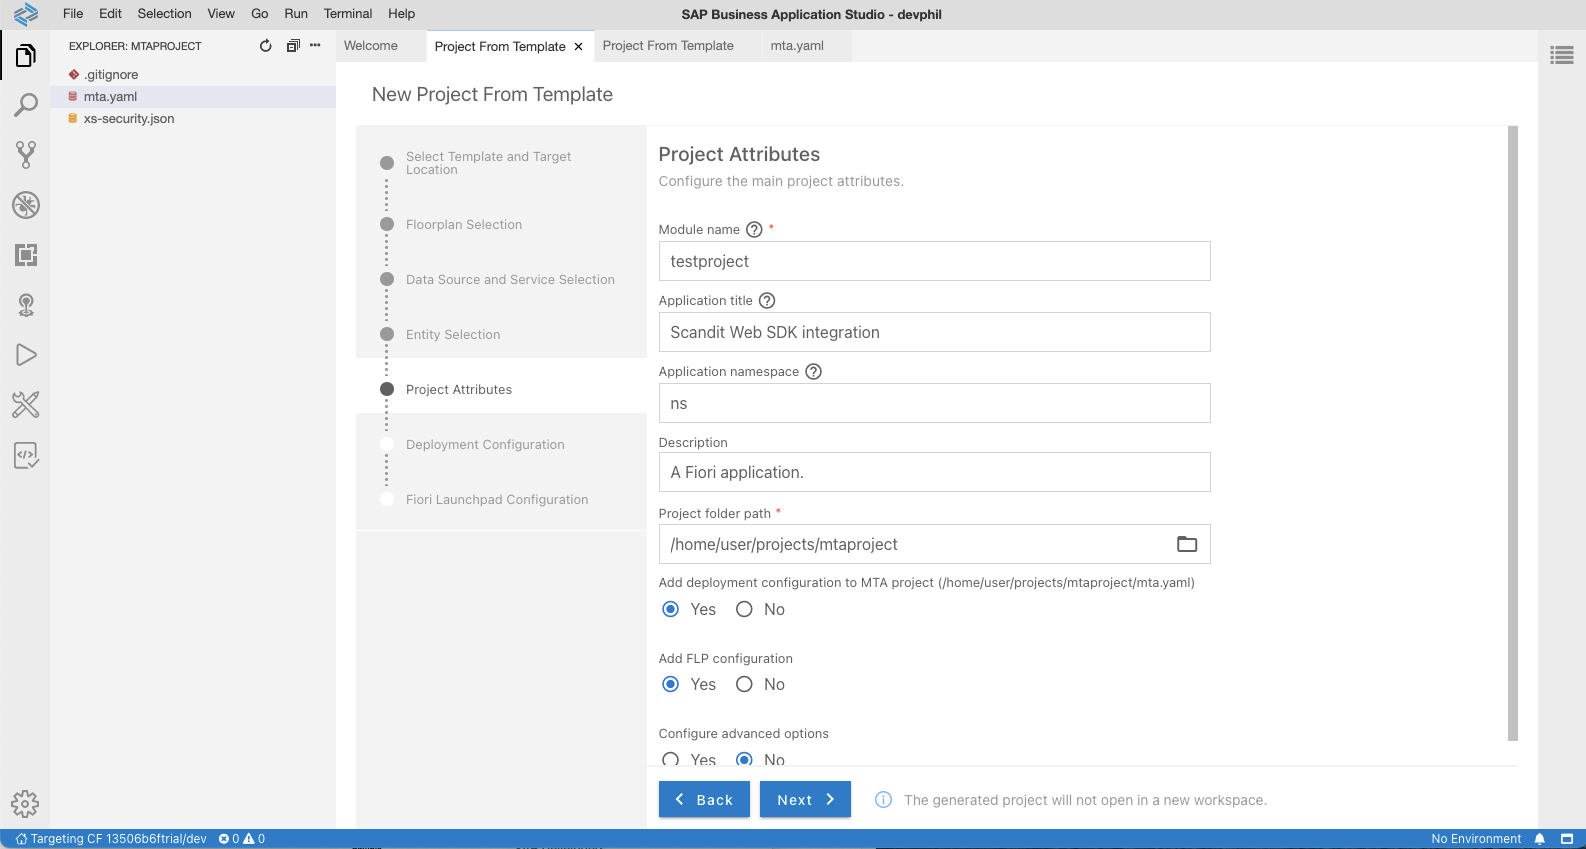 File Edit Selection View Go Run Terminal Help
SAP Business Application Studio - devphil
EXPLORER: MTAPROJECT
Welcome
Project From Template
Project From Template
mta.yaml
.gitignore
mta.yaml
xs-security.json
New Project From Template
Select Template and Target
Location
Floorplan Selection
Data Source and Service Selection
Entity Selection
Project Attributes
Deployment Configuration
Fiori Launchpad Configuration
Project Attributes
Configure the main project attributes.
Module name ? *
testproject
Application title ?
Scandit Web SDK integration
Application namespace ?
ns
Description
A Fiori application.
Project folder path *
/home/user/projects/mtaproject
Add deployment configuration to MTA project (/home/user/projects/mtaproject/mta.yaml)
Yes No
Add FLP configuration
Yes No
Configure advanced options
Yes No
Back Next
The generated project will not open in a new workspace.
Targeting CF 13506b6ftrial/dev 0 0
No Environment